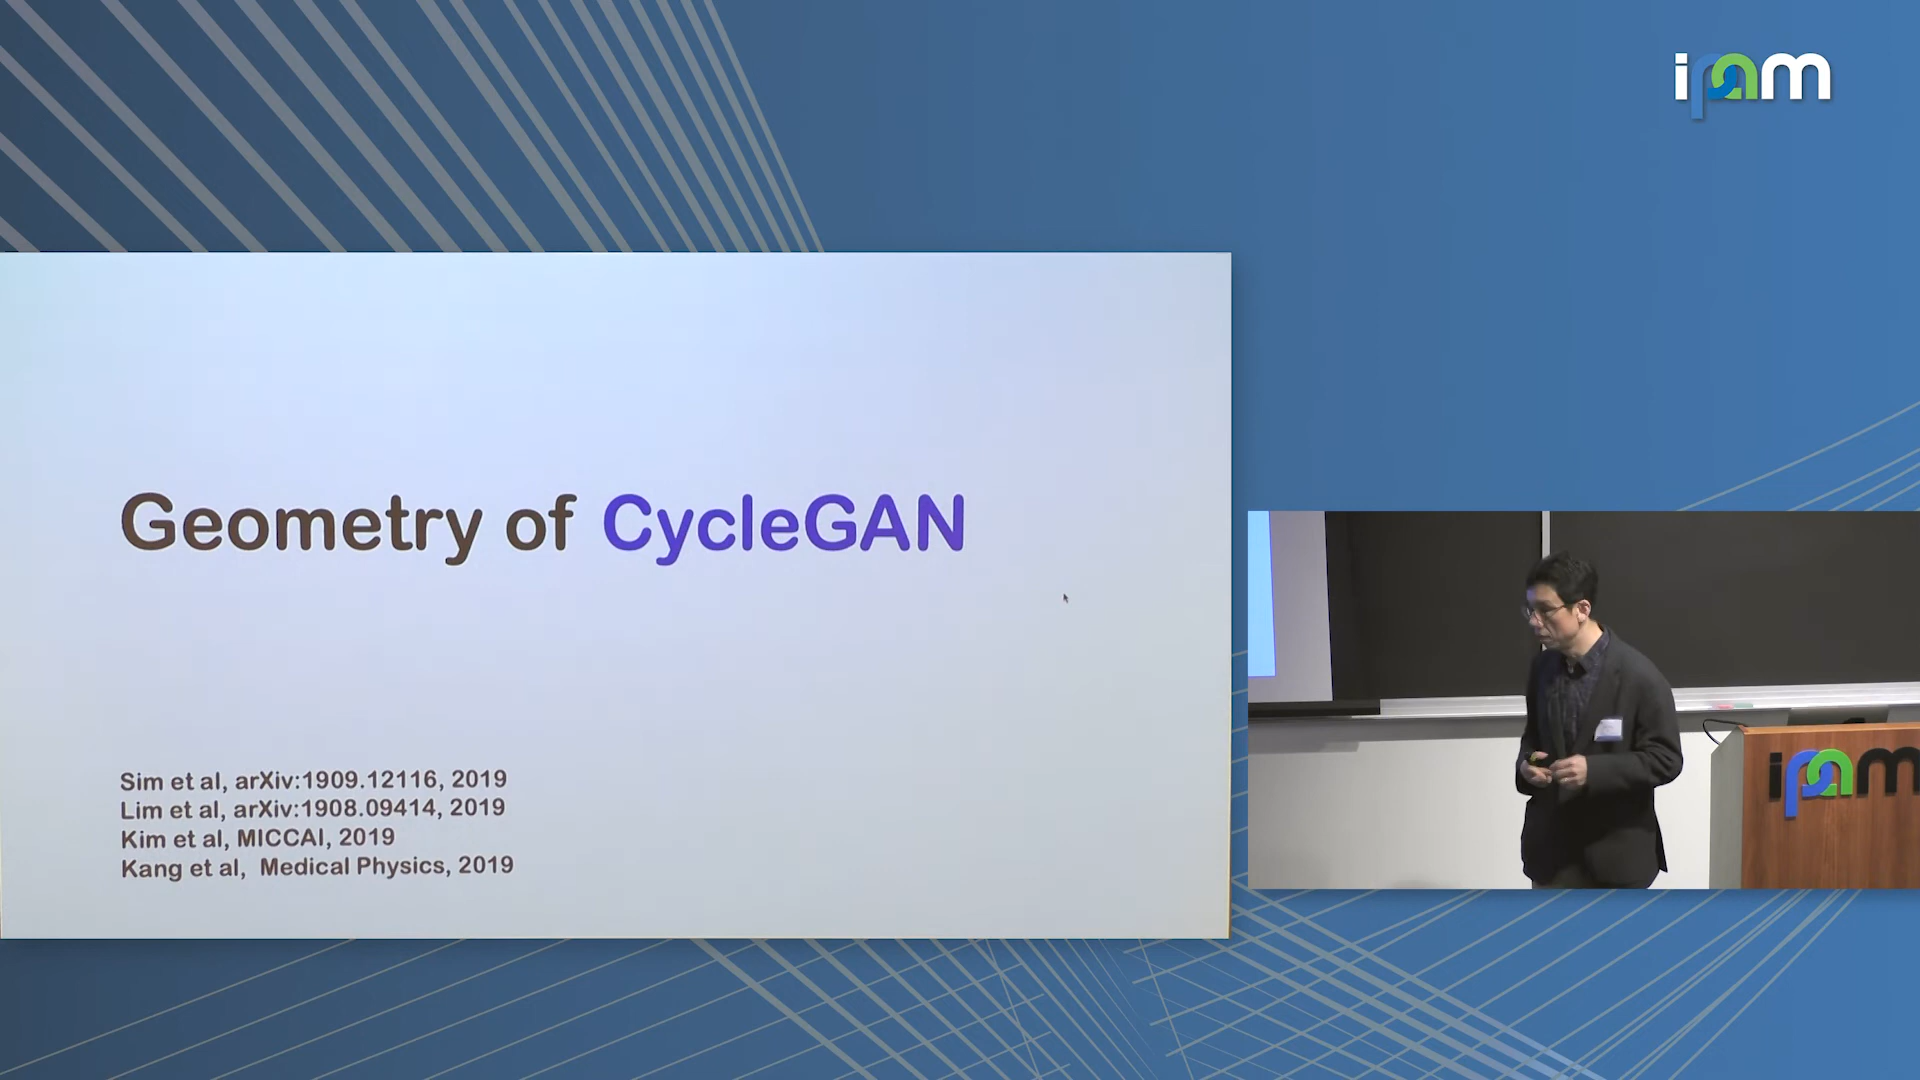 ipam
Geometry of CycleGAN
Sim et al, arXiv:1909.12116, 2019
Lim et al, arXiv:1908.09414, 2019
Kim et al, MICCAI, 2019
Kang et al,  Medical Physics, 2019
ipam